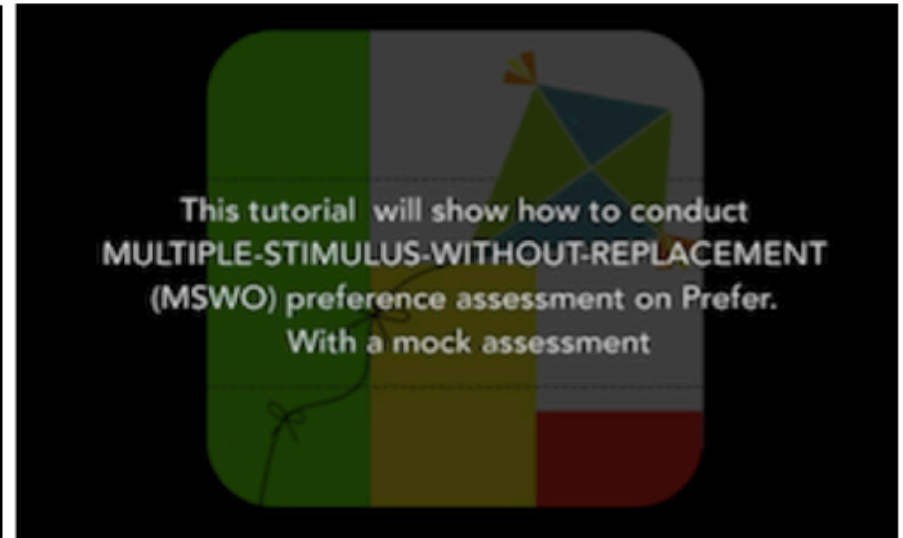 This tutorial will show how to conduct
MULTIPLE-STIMULUS-WITHOUT-REPLACEMENT
(MSWO) preference assessment on Prefer.
With a mock assessment